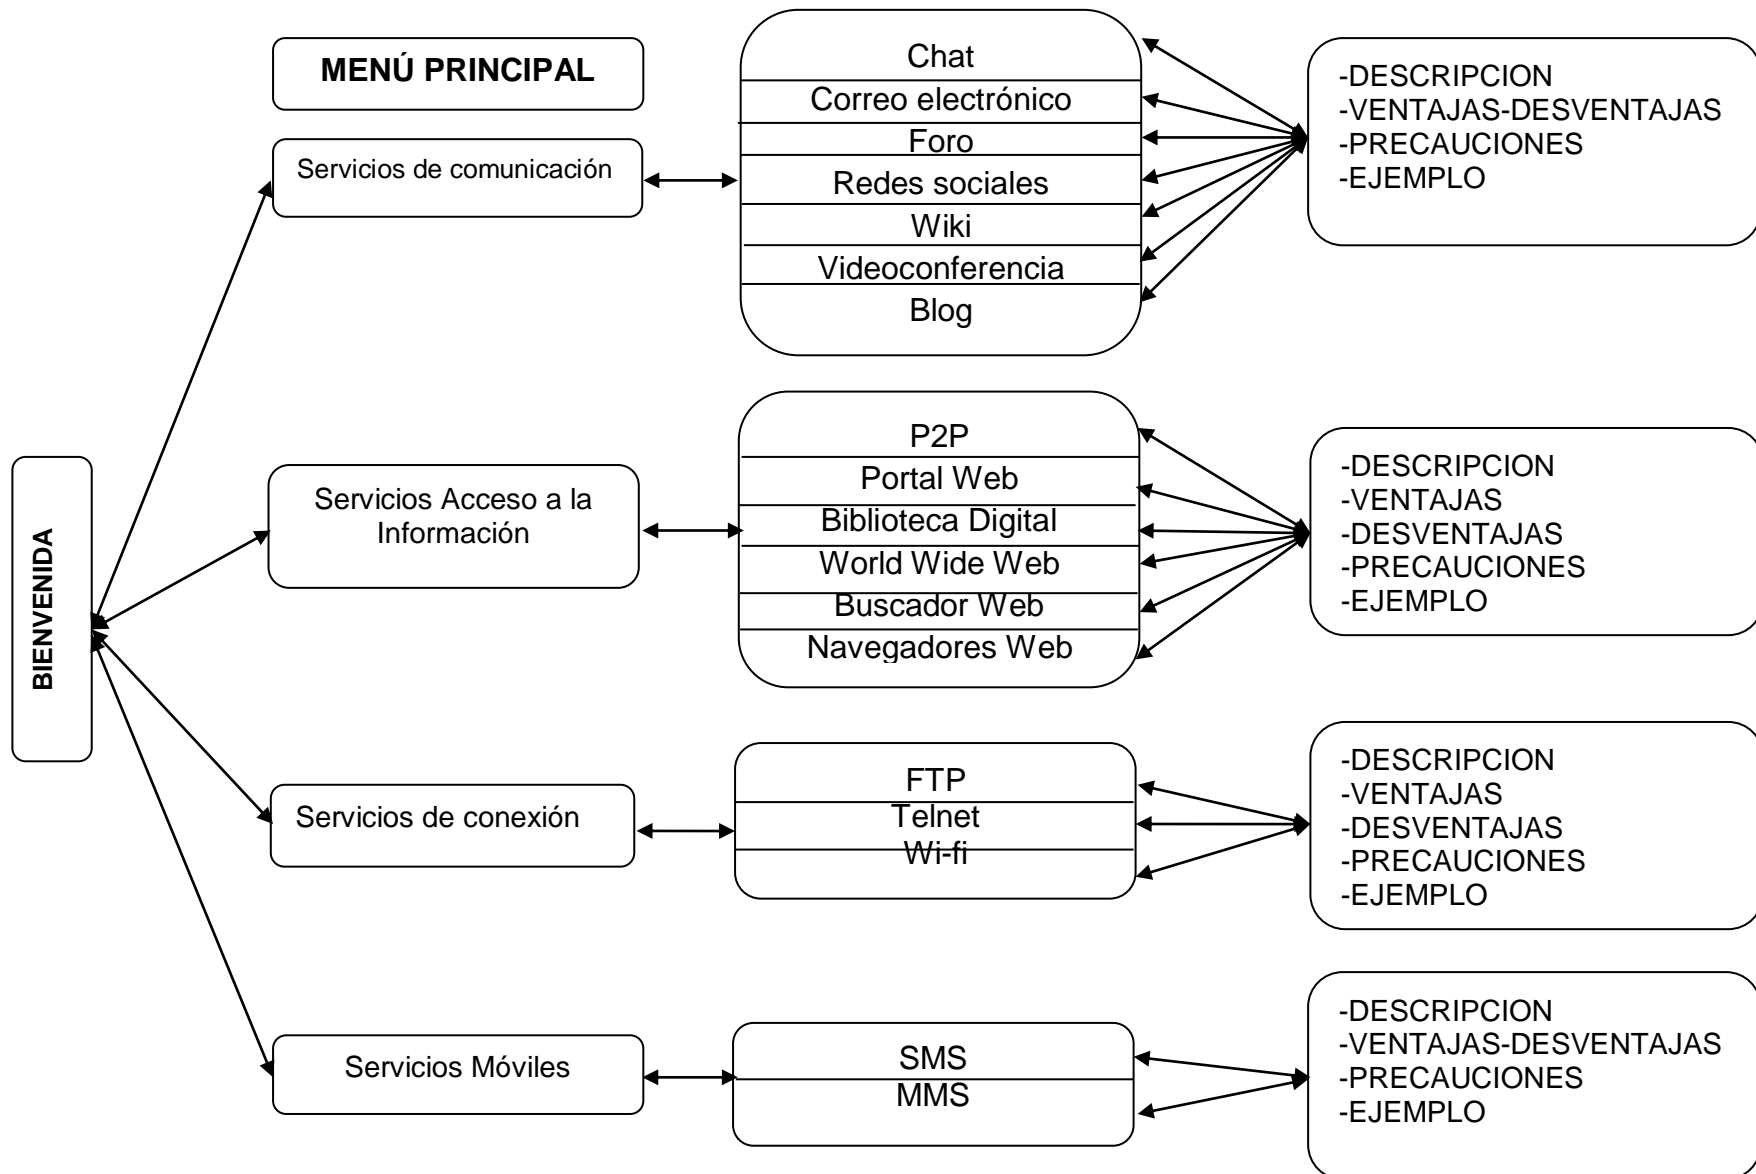 BIENVENIDA
MENÚ PRINCIPAL
Servicios de comunicación
Chat
Correo electrónico
Foro
Redes sociales
Wiki
Videoconferencia
Blog
-DESCRIPCION
-VENTAJAS-DESVENTAJAS
-PRECAUCIONES
-EJEMPLO
Servicios Acceso a la
Información
P2P
Portal Web
Biblioteca Digital
World Wide Web
Buscador Web
Navegadores Web
-DESCRIPCION
-VENTAJAS
-DESVENTAJAS
-PRECAUCIONES
-EJEMPLO
Servicios de conexión
FTP
Telnet
Wi-fi
-DESCRIPCION
-VENTAJAS
-DESVENTAJAS
-PRECAUCIONES
-EJEMPLO
Servicios Móviles
SMS
MMS
-DESCRIPCION
-VENTAJAS-DESVENTAJAS
-PRECAUCIONES
-EJEMPLO